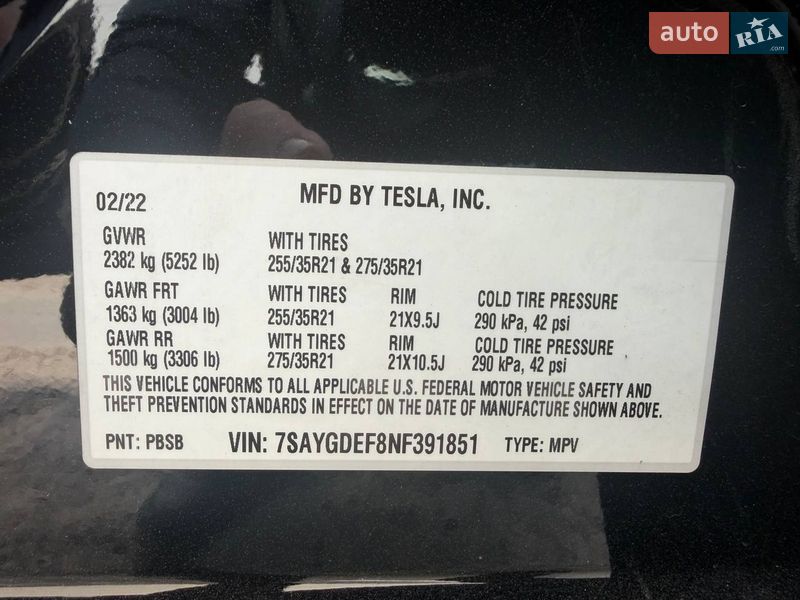 auto RIA .com
02/22 MFD BY TESLA, INC.
GVWR WITH TIRES
2382 kg (5252 lb) 255/35R21 & 275/35R21
GAWR FRT WITH TIRES RIM COLD TIRE PRESSURE
1363 kg (3004 lb) 255/35R21 21X9.5J 290 kPa, 42 psi
GAWR RR WITH TIRES RIM COLD TIRE PRESSURE
1500 kg (3306 lb) 275/35R21 21X10.5J 290 kPa, 42 psi
THIS VEHICLE CONFORMS TO ALL APPLICABLE U.S. FEDERAL MOTOR VEHICLE SAFETY AND
THEFT PREVENTION STANDARDS IN EFFECT ON THE DATE OF MANUFACTURE SHOWN ABOVE.
PNT: PBSB VIN: 7SAYGDEF8NF391851 TYPE: MPV